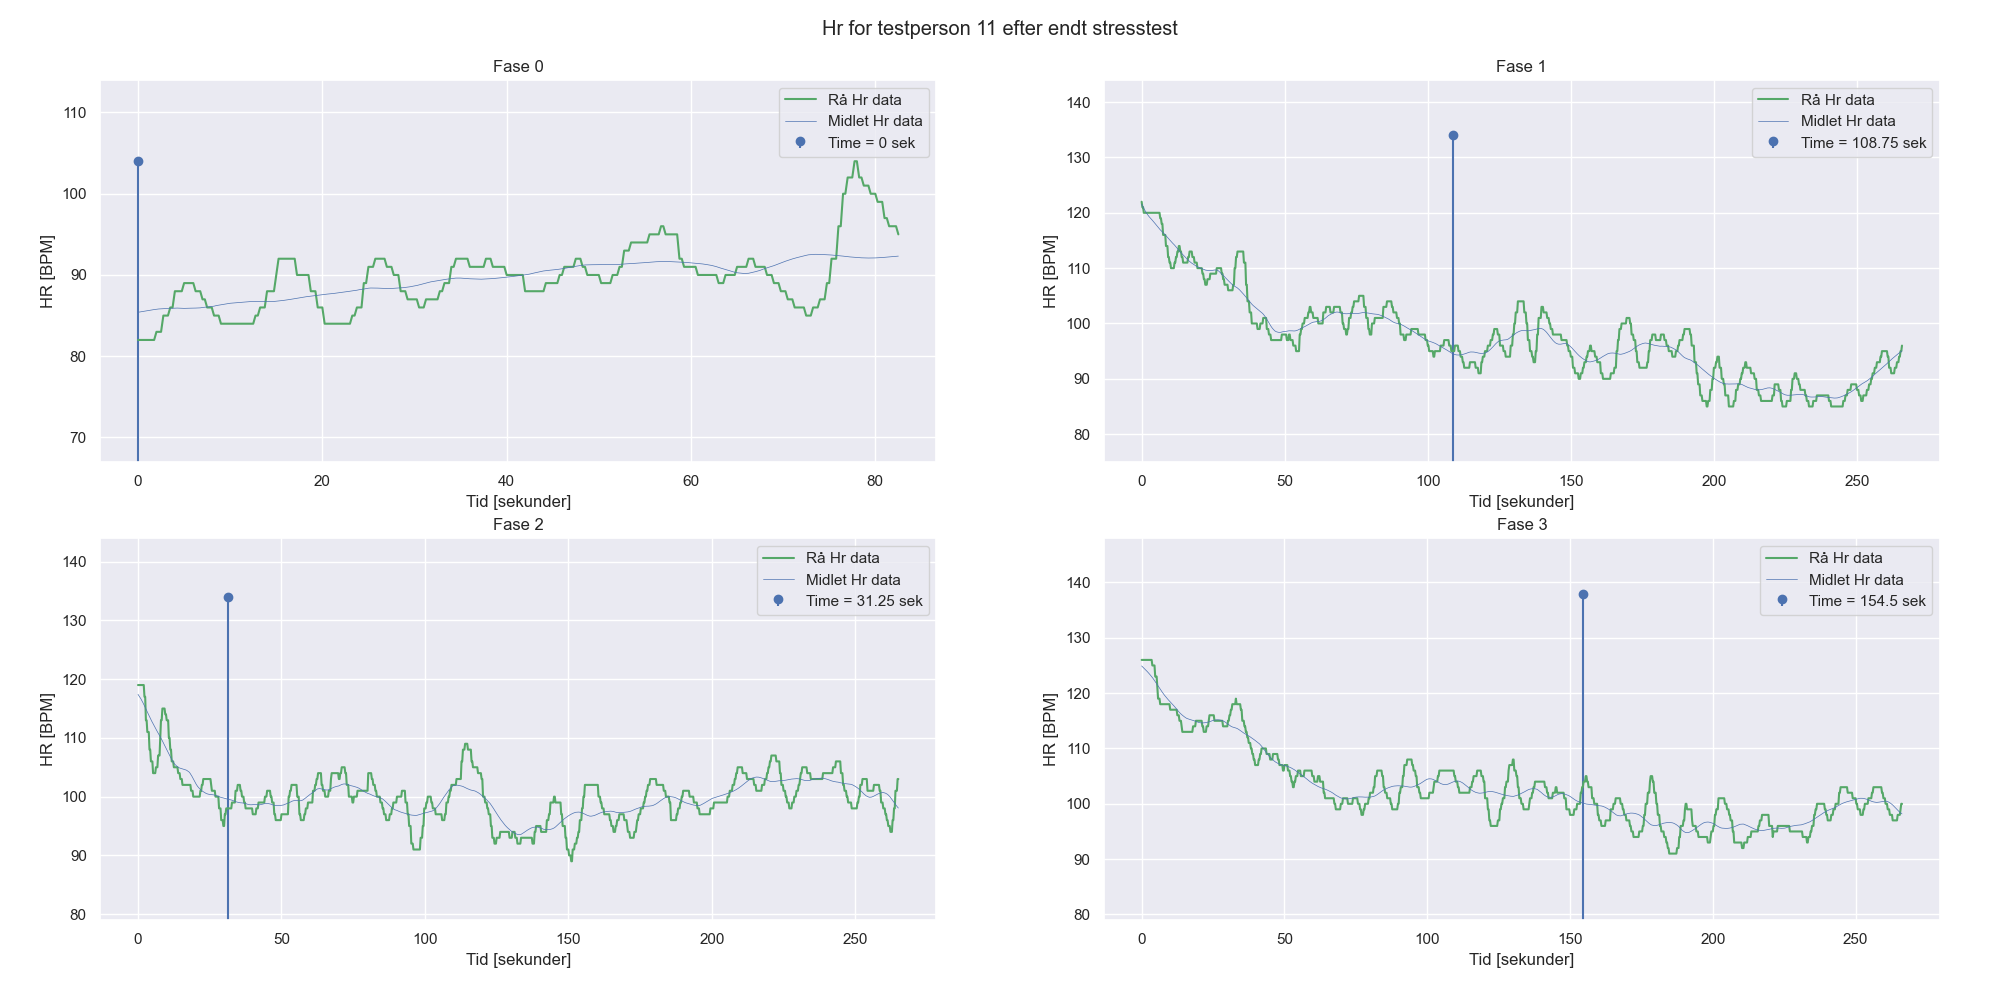 Hr for testperson 11 efter endt stresstest
Fase 0
110
100
90
80
70
HR [BPM]
0 20 40 60 80
Tid [sekunder]
Rå Hr data
Midlet Hr data
Time = 0 sek
Fase 1
140
130
120
110
100
90
80
HR [BPM]
0 50 100 150 200 250
Tid [sekunder]
Rå Hr data
Midlet Hr data
Time = 108.75 sek
Fase 2
140
130
120
110
100
90
80
HR [BPM]
0 50 100 150 200 250
Tid [sekunder]
Rå Hr data
Midlet Hr data
Time = 31.25 sek
Fase 3
140
130
120
110
100
90
80
HR [BPM]
0 50 100 150 200 250
Tid [sekunder]
Rå Hr data
Midlet Hr data
Time = 154.5 sek